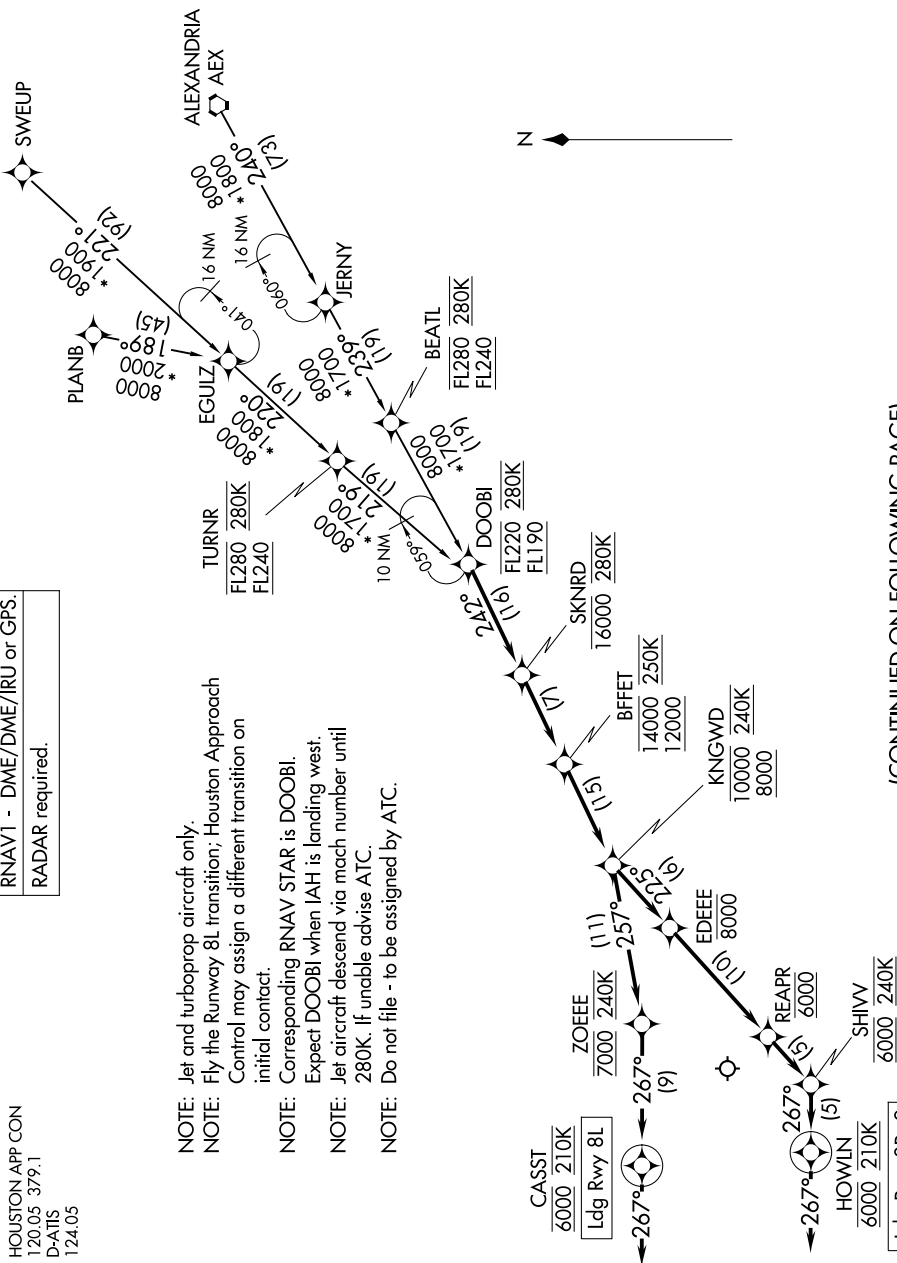 HOUSTON APP CON
120.05 379.1
D-ATIS
124.05
RNAV1 - DME/DME/IRU or GPS.
RADAR required.
NOTE: Jet and turboprop aircraft only.
NOTE: Fly the Runway 8L transition; Houston Approach
Control may assign a different transition on
initial contact.
NOTE: Corresponding RNAV STAR is DOOBI.
Expect DOOBI when IAH is landing west.
NOTE: Jet aircraft descend via mach number until
280K. If unable advise ATC.
NOTE: Do not file - to be assigned by ATC.
SWEUP
8000
*1900
221°
(92)
PLANB
8000
*2000
189°
(45)
ALEXANDRIA
AEX
8000
*1800
240°
(73)
EGULZ
16 NM
041°
8000
*1800
220°
(19)
JERNY
16 NM
060°
8000
*1700
239°
(19)
TURNR
FL280 280K
FL240
8000
*1700
219°
(19)
BEATL
FL280 280K
FL240
8000
*1700
(19)
10 NM
059°
DOOBI
FL220 280K
FL190
242°
(16)
SKNRD
16000 280K
(7)
BFFET
14000 250K
12000
(15)
KNGWD
10000 240K
8000
225°
(6)
(11)
257°
EDEEE
8000
(10)
ZOEEE
7000 240K
267°
(9)
REAPR
6000
(5)
SHIVV
6000 240K
267°
(5)
CASST
6000 210K
Ldg Rwy 8L
267°
HOWLN
6000 210K
267°
N